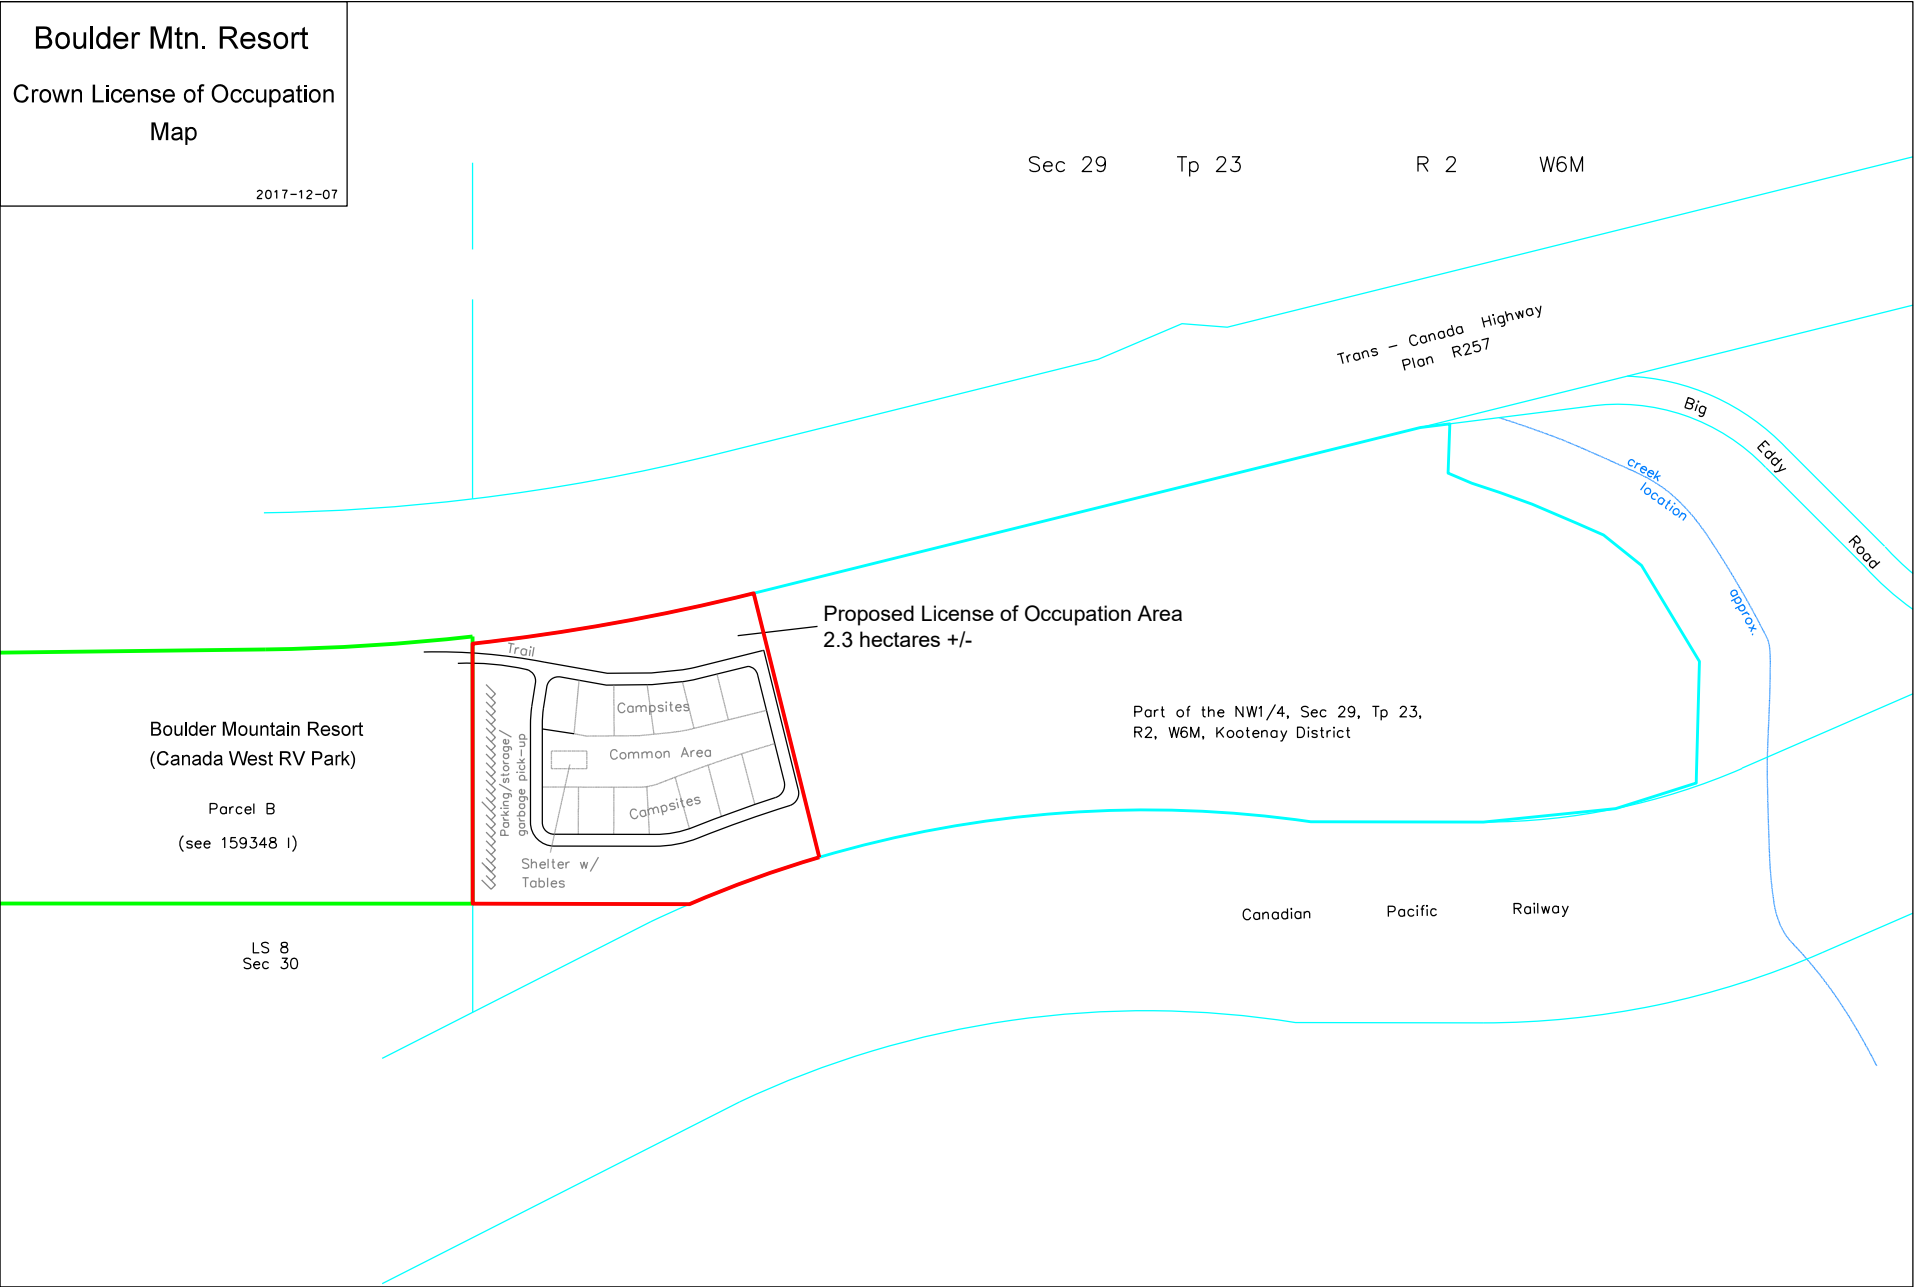 Boulder Mtn. Resort
Crown License of Occupation
Map
2017-12-07
Sec 29 Tp 23 R 2 W6M
Trans - Canada Highway
Plan R257
Big
Eddy
Road
creek
location
approx.
Proposed License of Occupation Area
2.3 hectares +/-
Trail
Campsites
Common Area
Campsites
Parking/storage/
garbage pick-up
Shelter w/
Tables
Boulder Mountain Resort
(Canada West RV Park)
Parcel B
(see 159348 I)
Part of the NW1/4, Sec 29, Tp 23,
R2, W6M, Kootenay District
Canadian Pacific Railway
LS 8
Sec 30